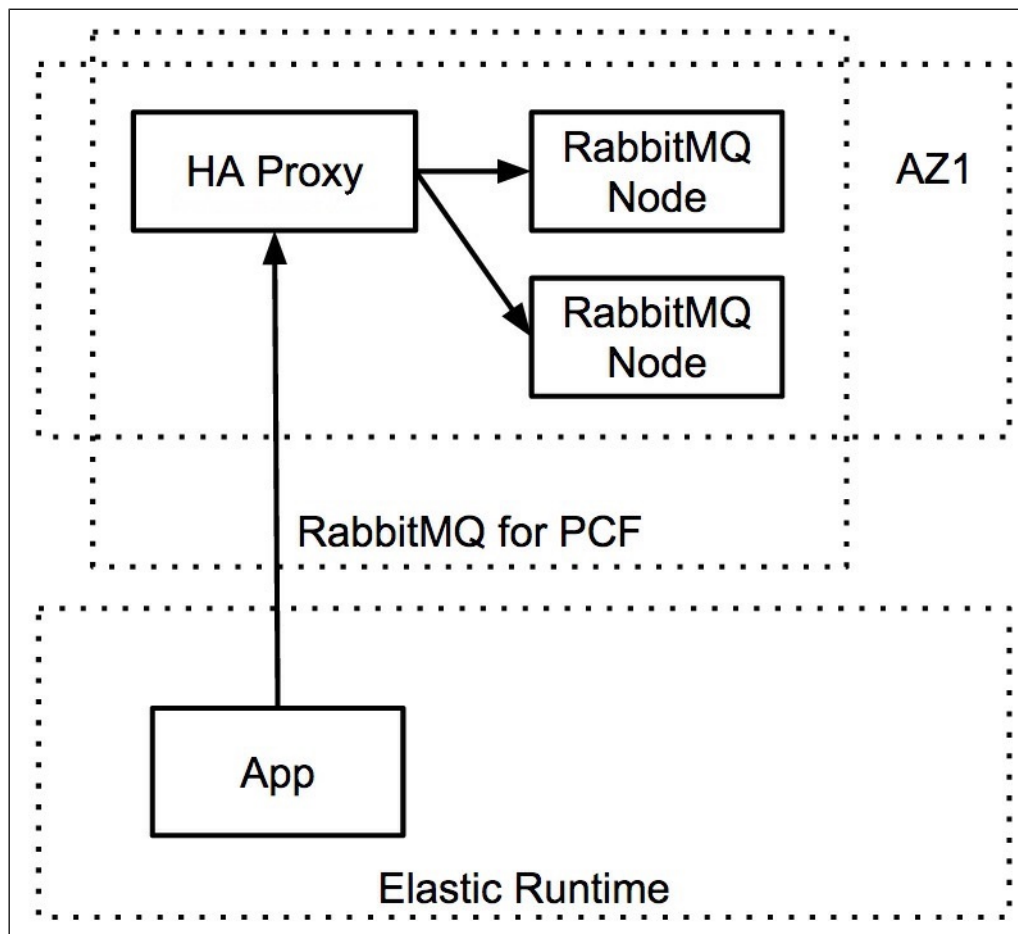 HA Proxy
RabbitMQ
Node
AZ1
RabbitMQ
Node
RabbitMQ for PCF
App
Elastic Runtime